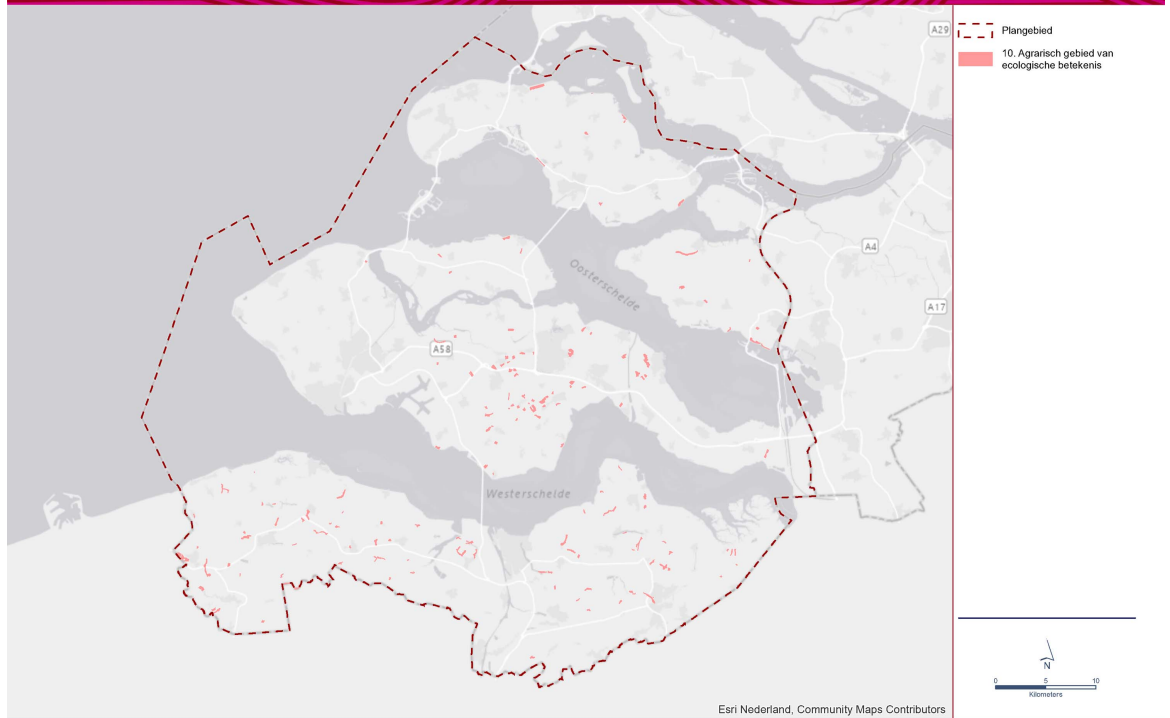 A29
Plangebied
10. Agrarisch gebied van
ecologische betekenis
A4
Oosterschelde
A17
A58
Westerschelde
N
0 5 10
Kilometers
Esri Nederland, Community Maps Contributors